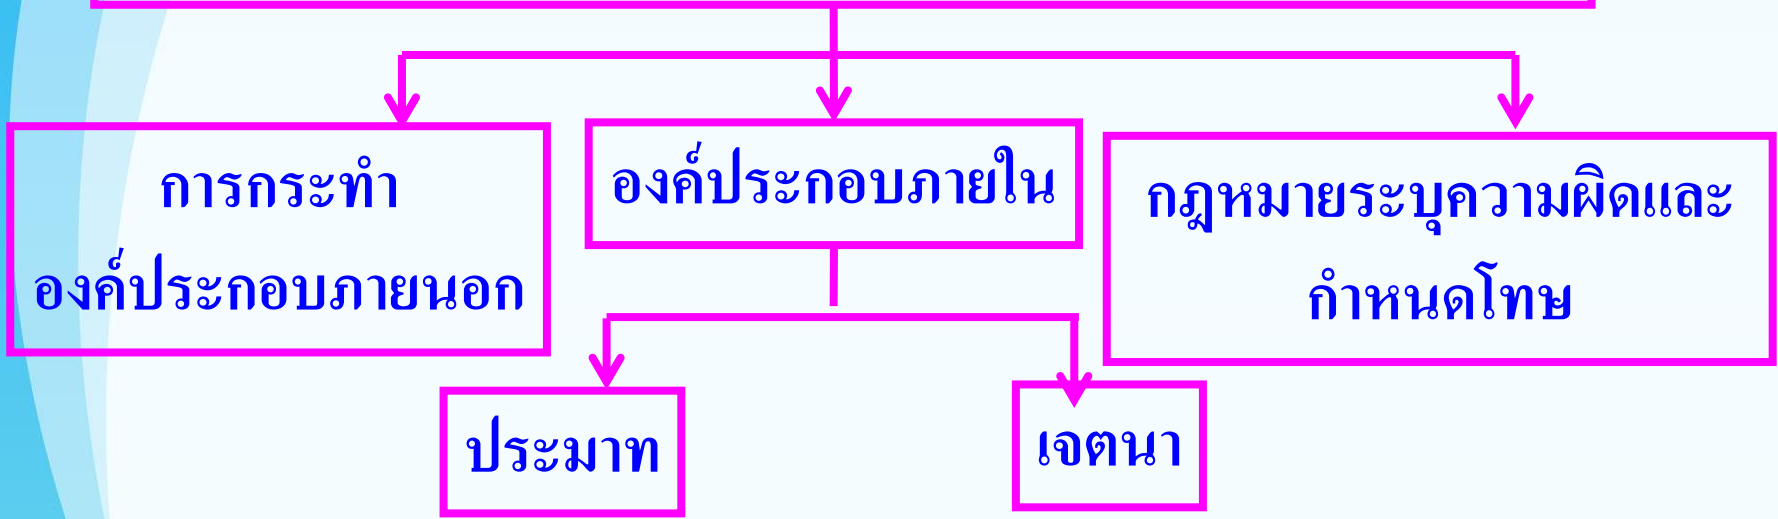 การกระทำ
องค์ประกอบภายนอก
องค์ประกอบภายใน
กฎหมายระบุความผิดและ
กำหนดโทษ
ประมาท
เจตนา